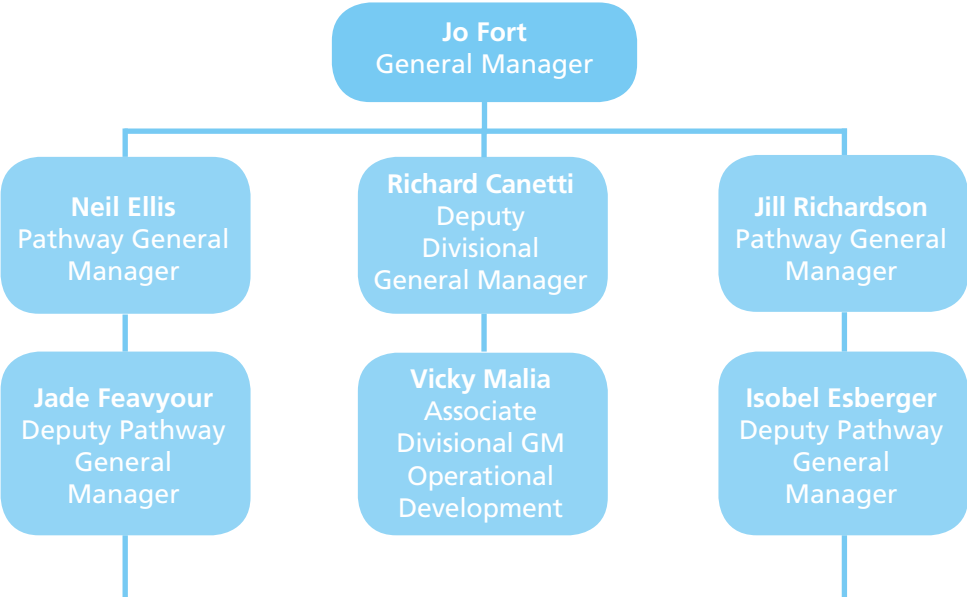 Jo Fort
General Manager
Neil Ellis
Pathway General
Manager
Richard Canetti
Deputy
Divisional
General Manager
Jill Richardson
Pathway General
Manager
Jade Feavyour
Deputy Pathway
General
Manager
Vicky Malia
Associate
Divisional GM
Operational
Development
Isobel Esberger
Deputy Pathway
General
Manager